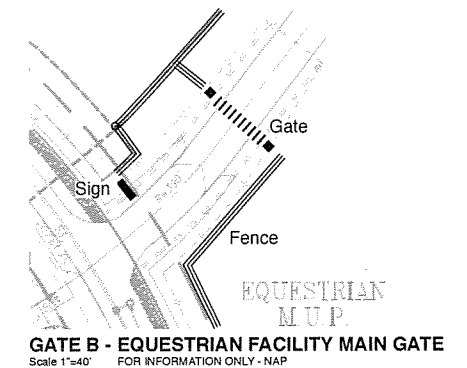 Gate
Sign
Fence
EQUESTRIAN
M.U.P.
GATE B - EQUESTRIAN FACILITY MAIN GATE
Scale 1"=40' FOR INFORMATION ONLY - NAP